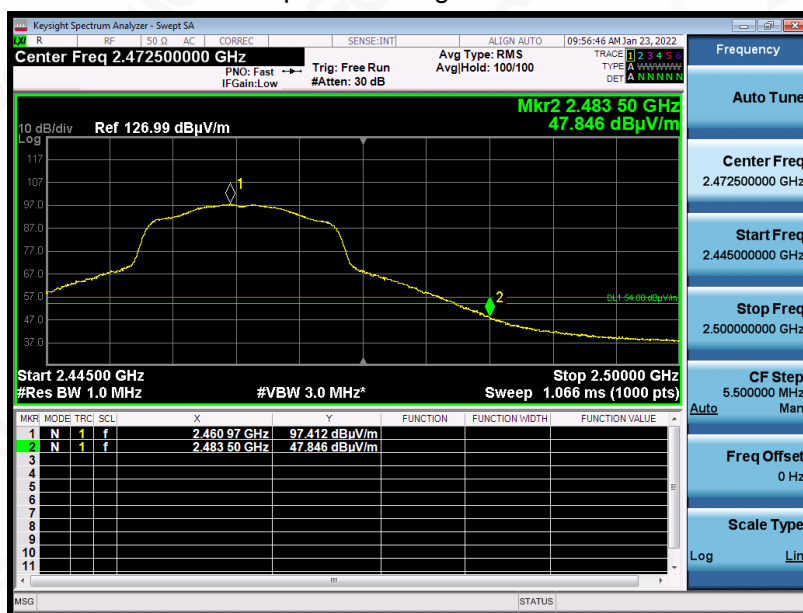 Keysight Spectrum Analyzer - Swept SA
LXI R RF 50 Ω AC CORREC SENSE:INT ALIGN AUTO 09:56:46 AM Jan 23, 2022
Center Freq 2.472500000 GHz
PNO: Fast
IFGain:Low
Trig: Free Run
#Atten: 30 dB
Avg Type: RMS
Avg|Hold: 100/100
TRACE 1 2 3 4 5 6
TYPE A WWWWW
DET A N N N N N
Mkr2 2.483 50 GHz
47.846 dBµV/m
10 dB/div Ref 126.99 dBµV/m
Log
117
107
97.0
87.0
77.0
67.0
57.0
47.0
37.0
1
2
DL1 54.00 dBµV/m
Start 2.44500 GHz Stop 2.50000 GHz
#Res BW 1.0 MHz #VBW 3.0 MHz* Sweep 1.066 ms (1000 pts)
MKR MODE TRC SCL X Y FUNCTION FUNCTION WIDTH FUNCTION VALUE
1 N 1 f 2.460 97 GHz 97.412 dBµV/m
2 N 1 f 2.483 50 GHz 47.846 dBµV/m
3
4
5
6
7
8
9
10
11
MSG STATUS
Frequency
Auto Tune
Center Freq
2.472500000 GHz
Start Freq
2.445000000 GHz
Stop Freq
2.500000000 GHz
CF Step
5.500000 MHz
Auto Man
Freq Offset
0 Hz
Scale Type
Log Lin